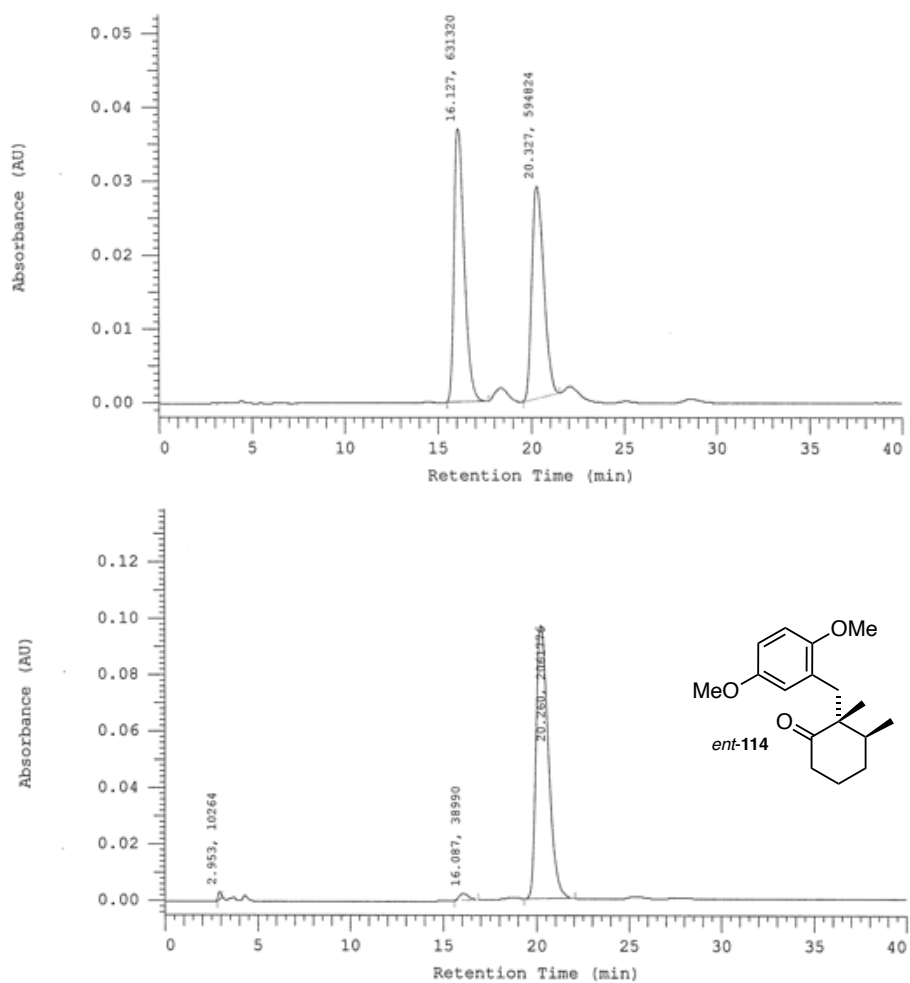 Absorbance (AU)
0.05
0.04
0.03
0.02
0.01
0.00
16.127, 631320
20.327, 594824
0 5 10 15 20 25 30 35 40
Retention Time (min)
Absorbance (AU)
0.12
0.10
0.08
0.06
0.04
0.02
0.00
2.953, 10264
16.087, 38990
20.260, 2061776
OMe
MeO
O
ent-114
0 5 10 15 20 25 30 35 40
Retention Time (min)